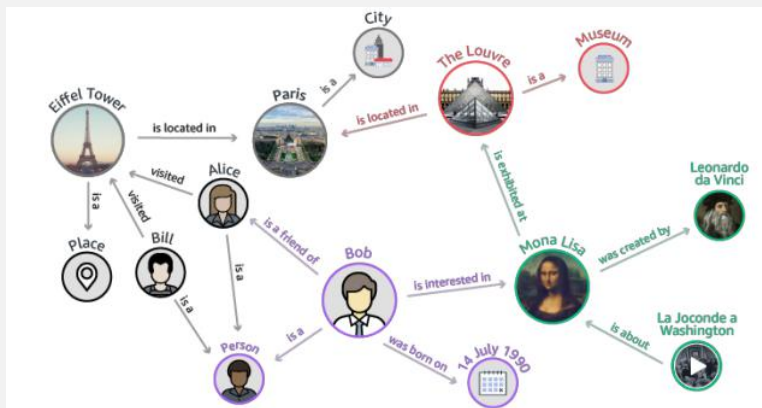 City
The Louvre
Museum
is a
is a
Eiffel Tower
Paris
is located in
is located in
Alice
visited
Leonardo
da Vinci
is exhibited at
is a
visited
Place
Bill
is a friend of
Bob
Mona Lisa
was created by
is a
is interested in
is a
La Joconde a
Washington
is about
Person
is a
was born on
14 July 1990